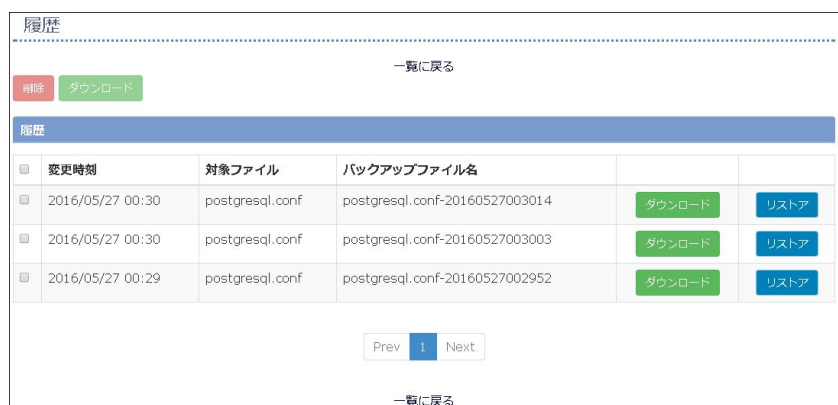 履歴
一覧に戻る
削除 ダウンロード
履歴
変更時刻 対象ファイル バックアップファイル名
2016/05/27 00:30 postgresql.conf postgresql.conf-20160527003014 ダウンロード リストア
2016/05/27 00:30 postgresql.conf postgresql.conf-20160527003003 ダウンロード リストア
2016/05/27 00:29 postgresql.conf postgresql.conf-20160527002952 ダウンロード リストア
Prev 1 Next
一覧に戻る